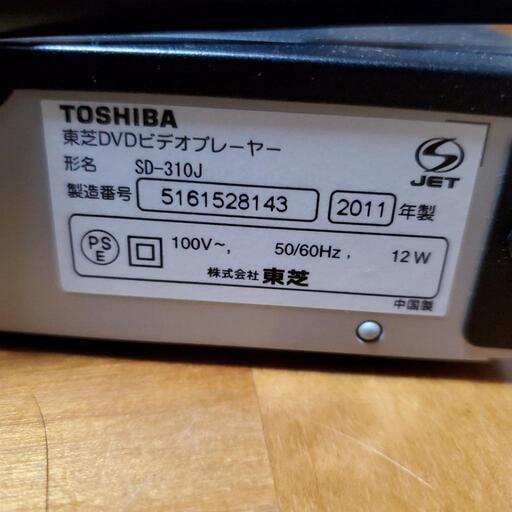 TOSHIBA
東芝DVDビデオプレーヤー
形名 SD-310J
製造番号 5161528143 2011 年製
PS E 100V~, 50/60Hz, 12W
株式会社 東芝
中国製
S JET